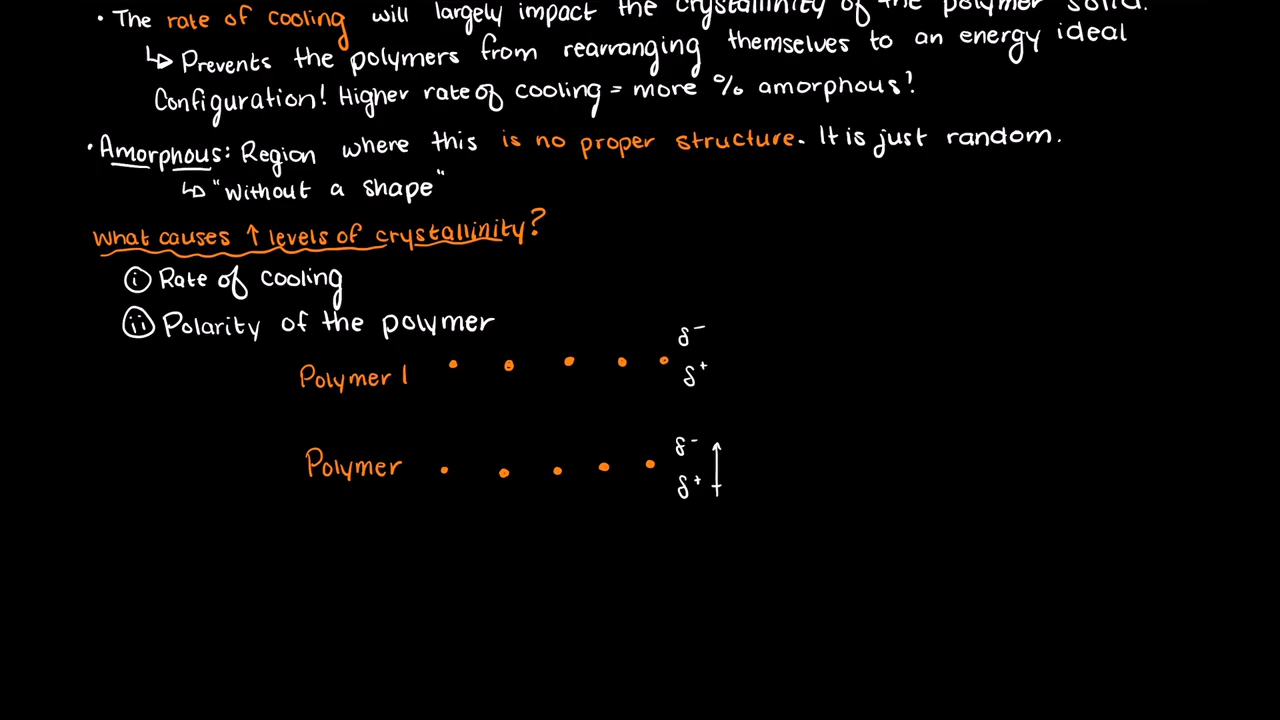 • The rate of cooling will largely impact the crystallinity of the polymer solid.
↳ Prevents the polymers from rearranging themselves to an energy ideal
Configuration! Higher rate of cooling = more % amorphous!
• Amorphous: Region where this is no proper structure. It is just random.
↳ "without a shape"
What causes ↑ levels of crystallinity?
(i) Rate of cooling
(ii) Polarity of the polymer
δ⁻
Polymer 1
δ⁺
δ⁻
Polymer
δ⁺